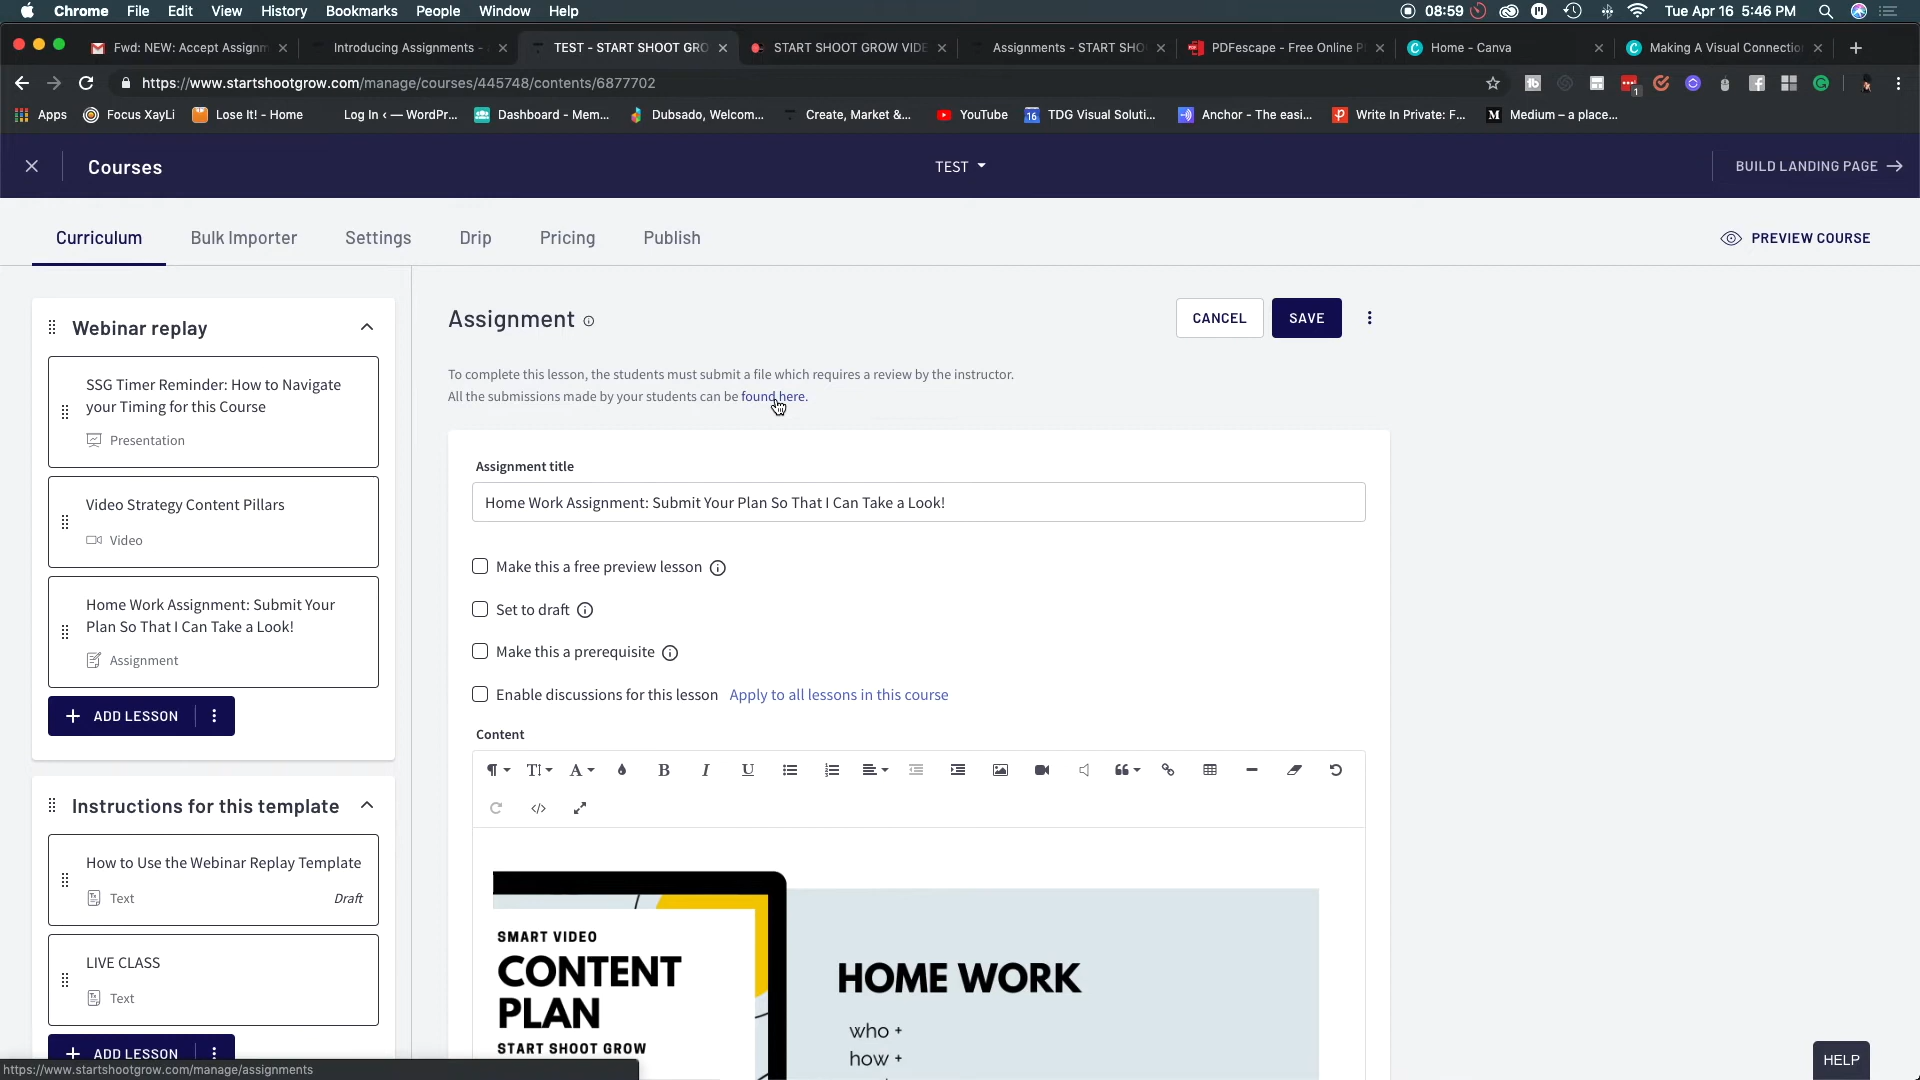 Chrome File Edit View History Bookmarks People Window Help 08:59 Tue Apr 16 5:46 PM
Fwd: NEW: Accept Assignm Introducing Assignments - TEST - START SHOOT GRO START SHOOT GROW VIDE Assignments - START SHO PDFescape - Free Online P Home - Canva Making A Visual Connectio
https://www.startshootgrow.com/manage/courses/445748/contents/6877702
Apps Focus XayLi Lose It! - Home Log In ‹ — WordPr... Dashboard - Mem... Dubsado, Welcom... Create, Market &... YouTube 16 TDG Visual Soluti... Anchor - The easi... Write In Private: F... M Medium – a place...
Courses TEST BUILD LANDING PAGE
Curriculum Bulk Importer Settings Drip Pricing Publish PREVIEW COURSE
Webinar replay
SSG Timer Reminder: How to Navigate
your Timing for this Course
Presentation
Video Strategy Content Pillars
Video
Home Work Assignment: Submit Your
Plan So That I Can Take a Look!
Assignment
+ ADD LESSON
Instructions for this template
How to Use the Webinar Replay Template
Text Draft
LIVE CLASS
Text
+ ADD LESSON
https://www.startshootgrow.com/manage/assignments
Assignment
CANCEL SAVE
To complete this lesson, the students must submit a file which requires a review by the instructor.
All the submissions made by your students can be found here.
Assignment title
Home Work Assignment: Submit Your Plan So That I Can Take a Look!
Make this a free preview lesson
Set to draft
Make this a prerequisite
Enable discussions for this lesson Apply to all lessons in this course
Content
SMART VIDEO
CONTENT
PLAN
START SHOOT GROW
HOME WORK
who +
how +
HELP